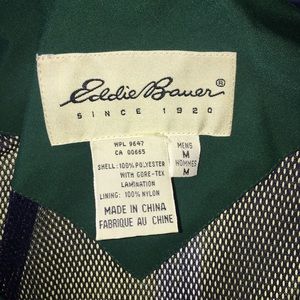 Eddie Bauer®
SINCE 1920
WPL 9647
CA 00665
SHELL: 100% POLYESTER
WITH GORE-TEX
LAMINATION
LINING: 100% NYLON
MADE IN CHINA
FABRIQUE AU CHINE
MENS
M
HOMMES
M